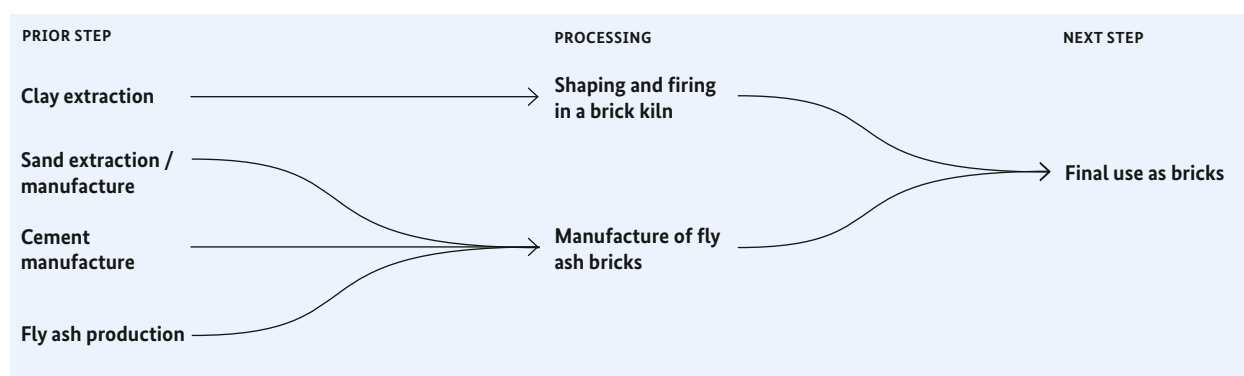 PRIOR STEP
PROCESSING
NEXT STEP
Clay extraction
Shaping and firing
in a brick kiln
Sand extraction /
manufacture
Final use as bricks
Cement
manufacture
Manufacture of fly
ash bricks
Fly ash production